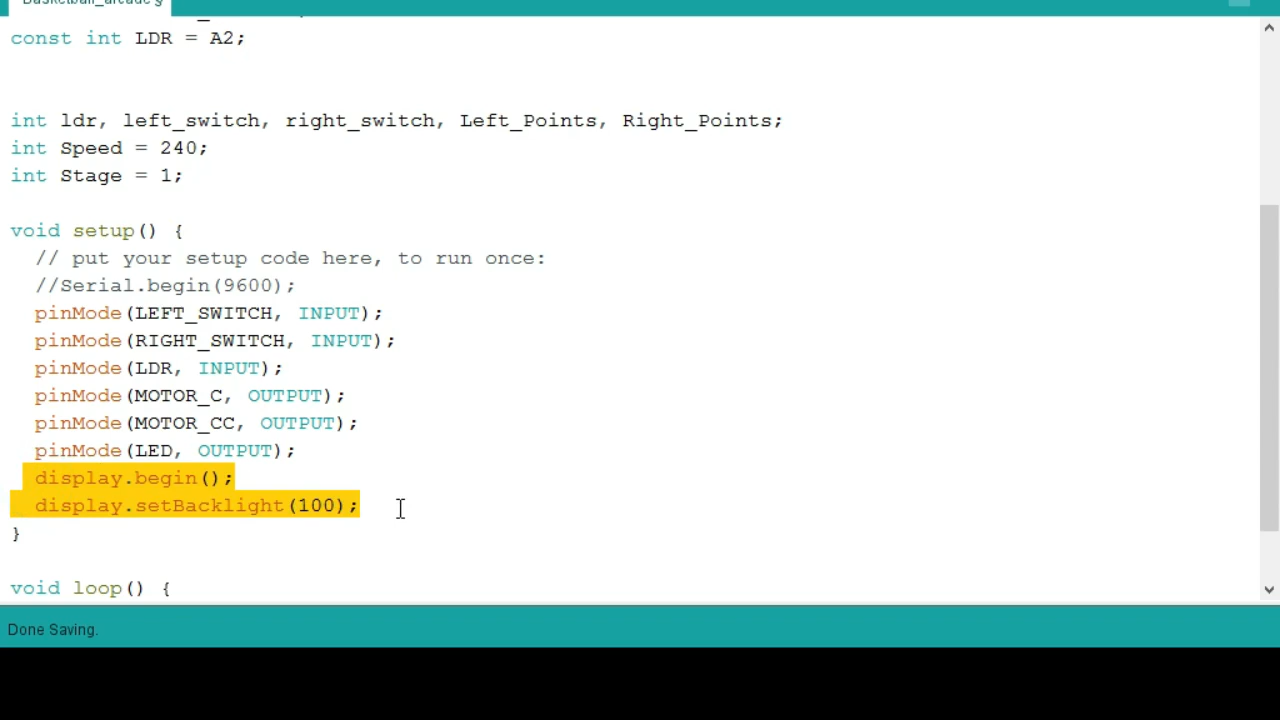 const int LDR = A2;
int ldr, left_switch, right_switch, Left_Points, Right_Points;
int Speed = 240;
int Stage = 1;
void setup() {
// put your setup code here, to run once:
//Serial.begin(9600);
pinMode(LEFT_SWITCH, INPUT);
pinMode(RIGHT_SWITCH, INPUT);
pinMode(LDR, INPUT);
pinMode(MOTOR_C, OUTPUT);
pinMode(MOTOR_CC, OUTPUT);
pinMode(LED, OUTPUT);
display.begin();
display.setBacklight(100);
}
void loop() {
Done Saving.